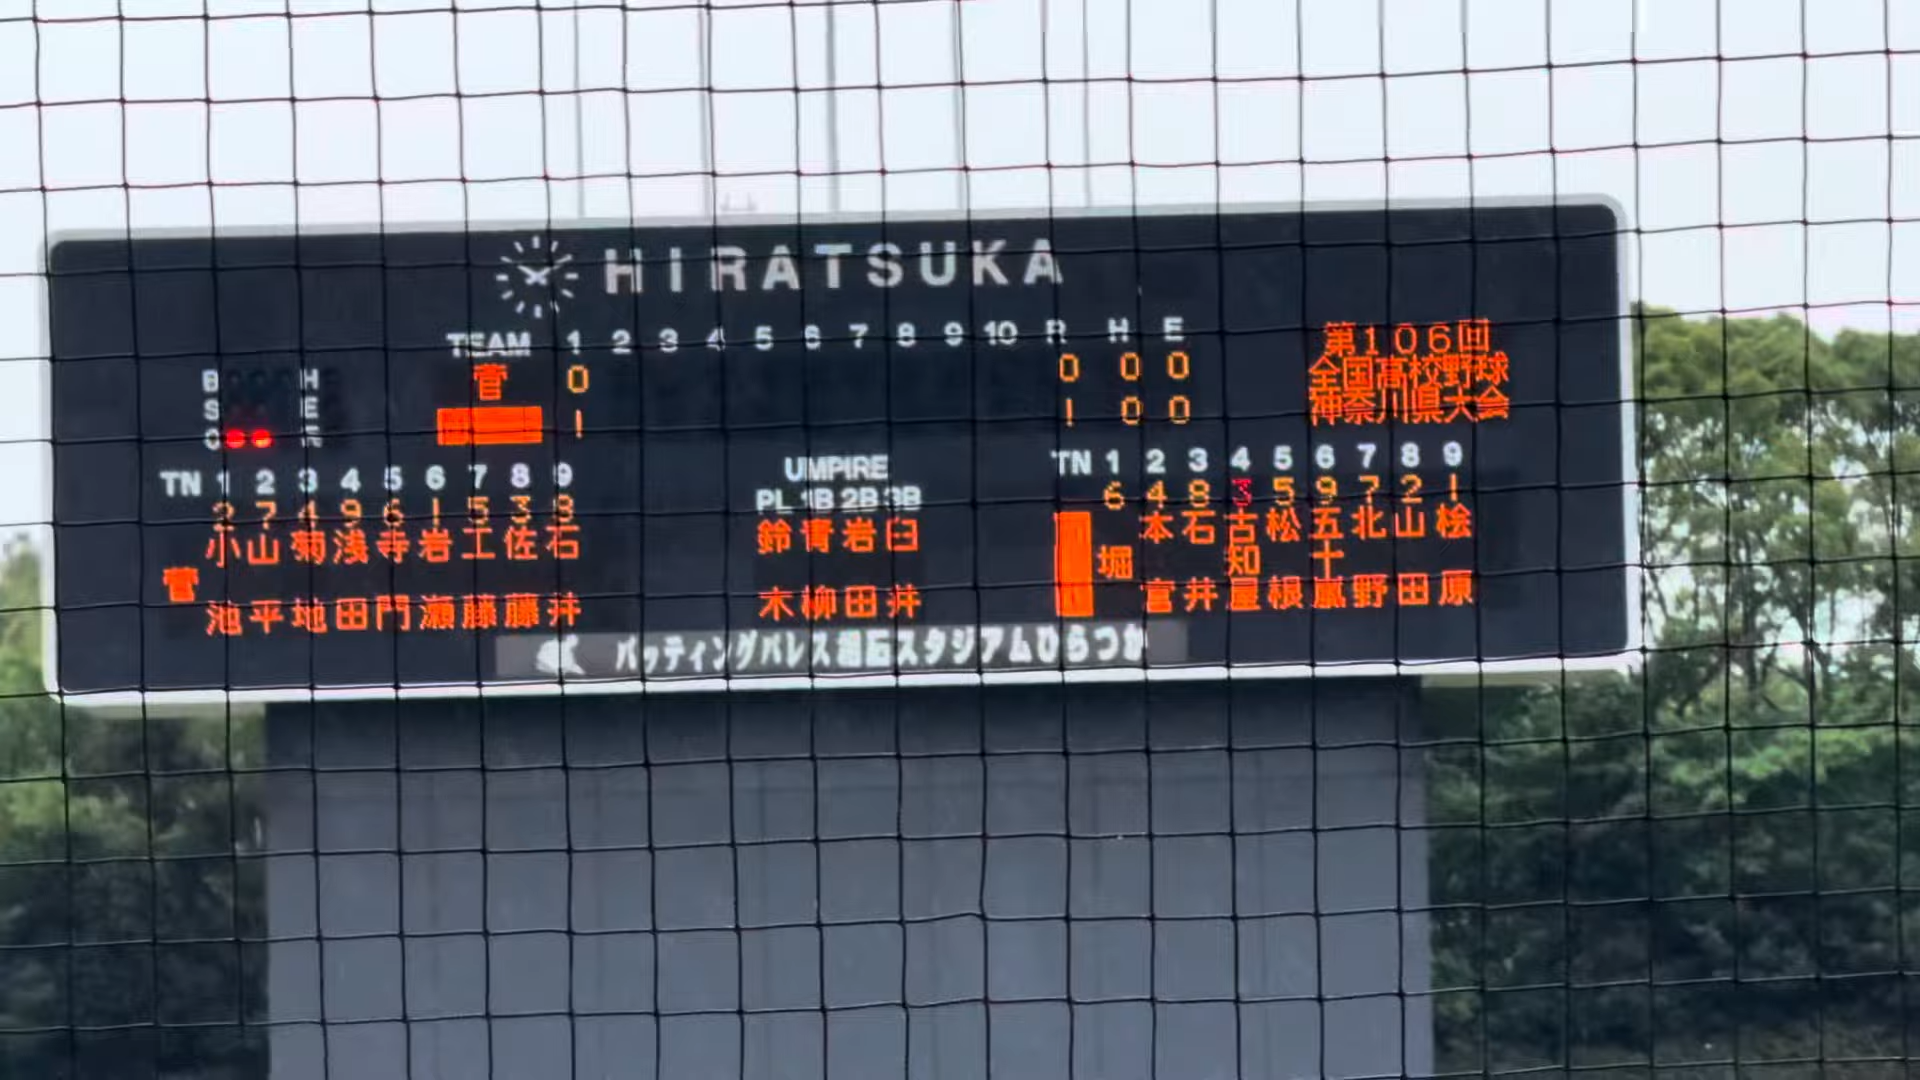 HIRATSUKA
TEAM 1 2 3 4 5 6 7 8 9 10 R H E
菅 0 0 0 0
1 1 0 0
第106回
全国高校野球
神奈川県大会
B H
S E
O F
TN 1 2 3 4 5 6 7 8 9
2 7 4 9 6 1 5 3 8
菅 小池 山平 菊地 浅田 寺門 岩瀬 工藤 佐藤 石井
UMPIRE
PL 1B 2B 3B
鈴木 青柳 岩田 臼井
TN 1 2 3 4 5 6 7 8 9
6 4 8 3 5 9 7 2 1
堀 本宮 石井 古知屋 松根 五十嵐 北野 山田 桧原
バッティングパレス相石スタジアムひらつか